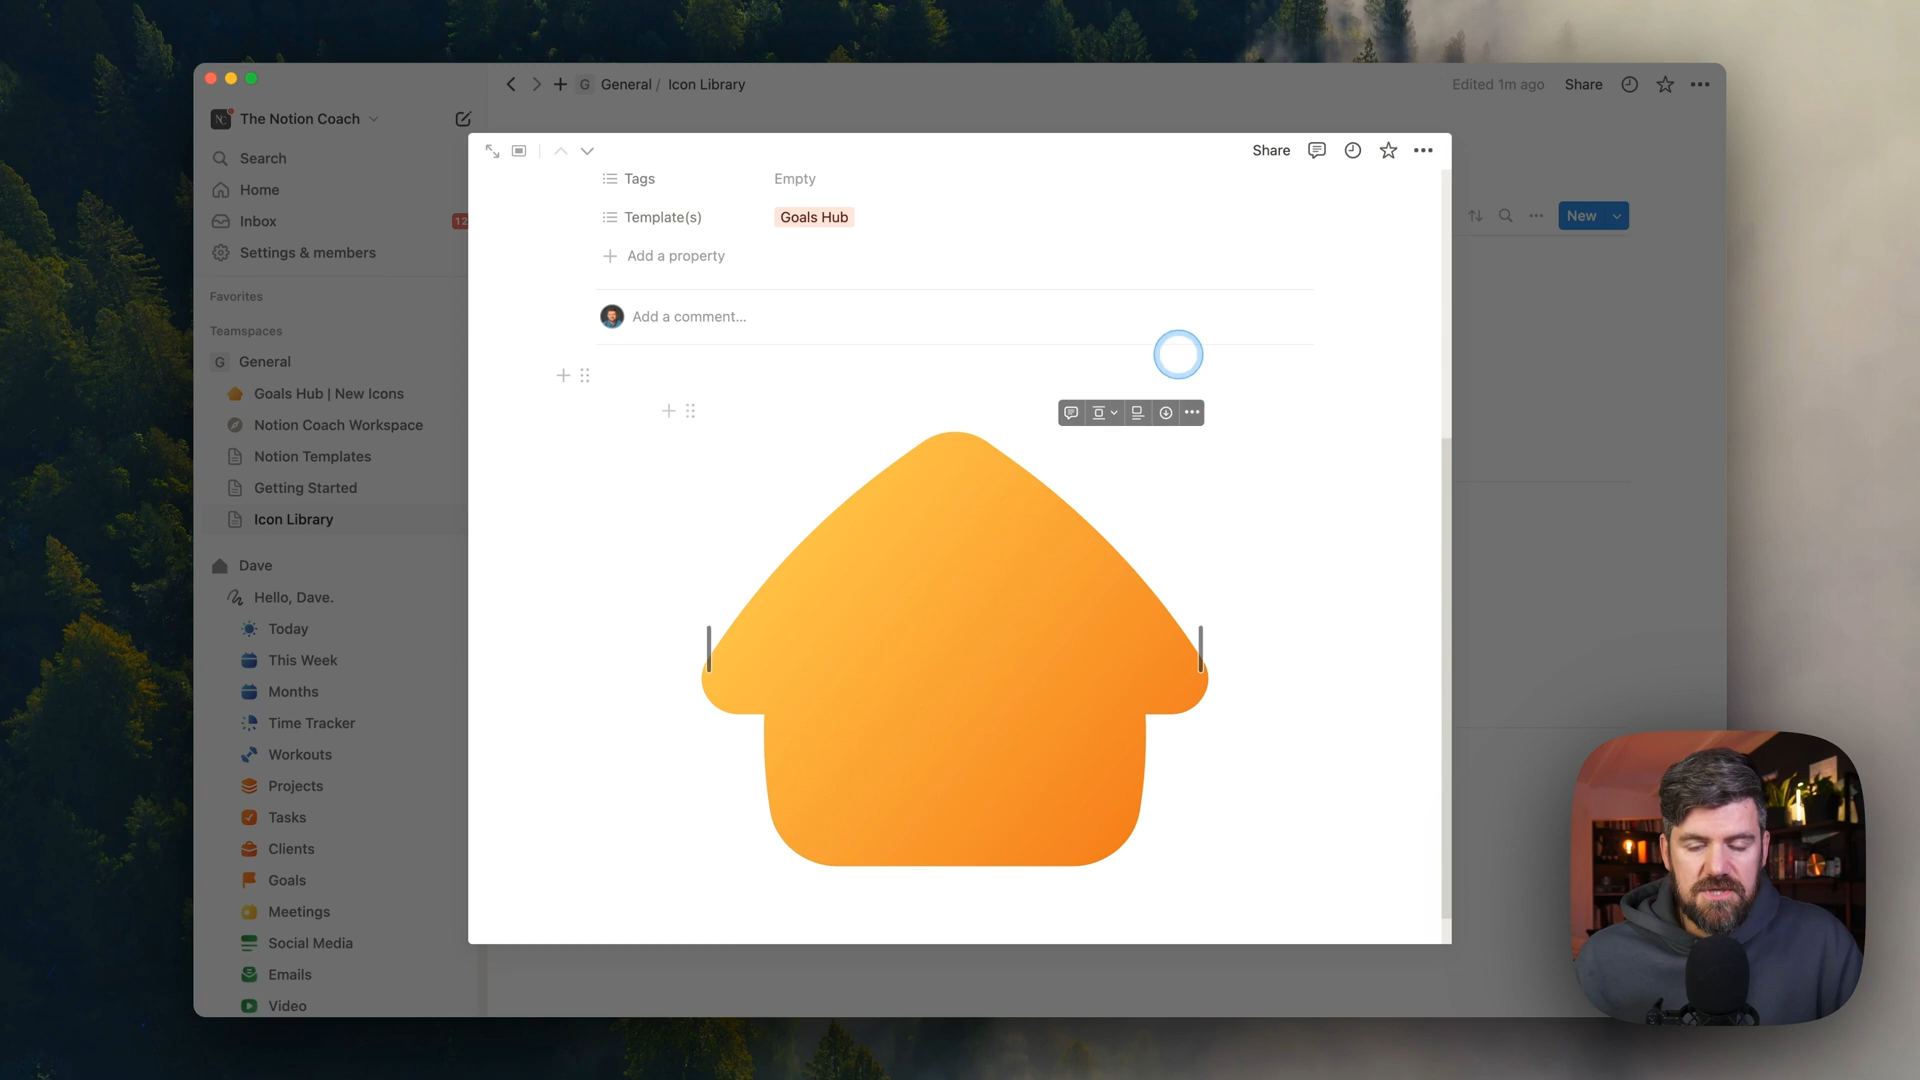 G General / Icon Library
Edited 1m ago Share
NC The Notion Coach
Search
Home
Inbox 12
Settings & members
Favorites
Teamspaces
G General
Goals Hub | New Icons
Notion Coach Workspace
Notion Templates
Getting Started
Icon Library
Dave
Hello, Dave.
Today
This Week
Months
Time Tracker
Workouts
Projects
Tasks
Clients
Goals
Meetings
Social Media
Emails
Video
Share
Tags Empty
Template(s) Goals Hub
Add a property
Add a comment...
New